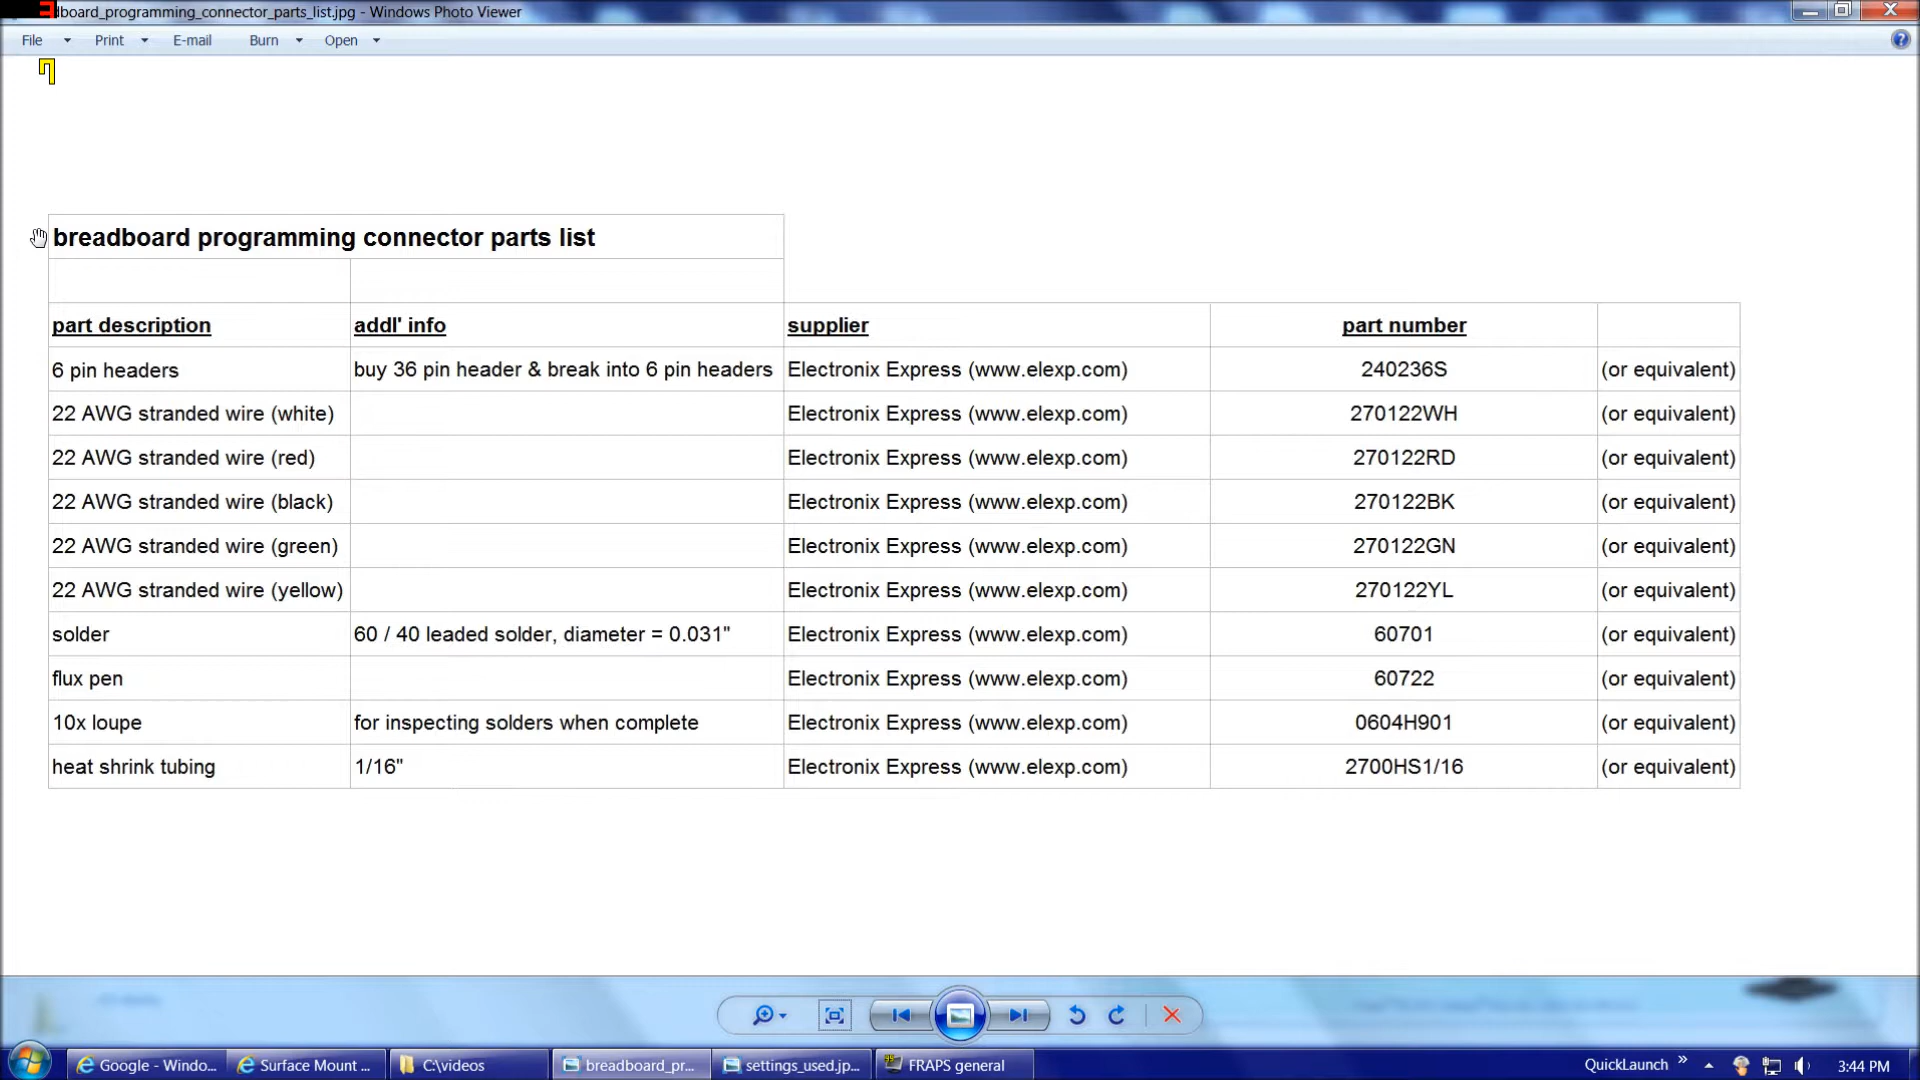 dboard_programming_connector_parts_list.jpg - Windows Photo Viewer
File Print E-mail Burn Open
breadboard programming connector parts list
part description addl' info supplier part number
6 pin headers buy 36 pin header & break into 6 pin headers Electronix Express (www.elexp.com) 240236S (or equivalent)
22 AWG stranded wire (white) Electronix Express (www.elexp.com) 270122WH (or equivalent)
22 AWG stranded wire (red) Electronix Express (www.elexp.com) 270122RD (or equivalent)
22 AWG stranded wire (black) Electronix Express (www.elexp.com) 270122BK (or equivalent)
22 AWG stranded wire (green) Electronix Express (www.elexp.com) 270122GN (or equivalent)
22 AWG stranded wire (yellow) Electronix Express (www.elexp.com) 270122YL (or equivalent)
solder 60 / 40 leaded solder, diameter = 0.031" Electronix Express (www.elexp.com) 60701 (or equivalent)
flux pen Electronix Express (www.elexp.com) 60722 (or equivalent)
10x loupe for inspecting solders when complete Electronix Express (www.elexp.com) 0604H901 (or equivalent)
heat shrink tubing 1/16" Electronix Express (www.elexp.com) 2700HS1/16 (or equivalent)
Google - Windo... Surface Mount ... C:\videos breadboard_pr... settings_used.jp... FRAPS general QuickLaunch » 3:44 PM